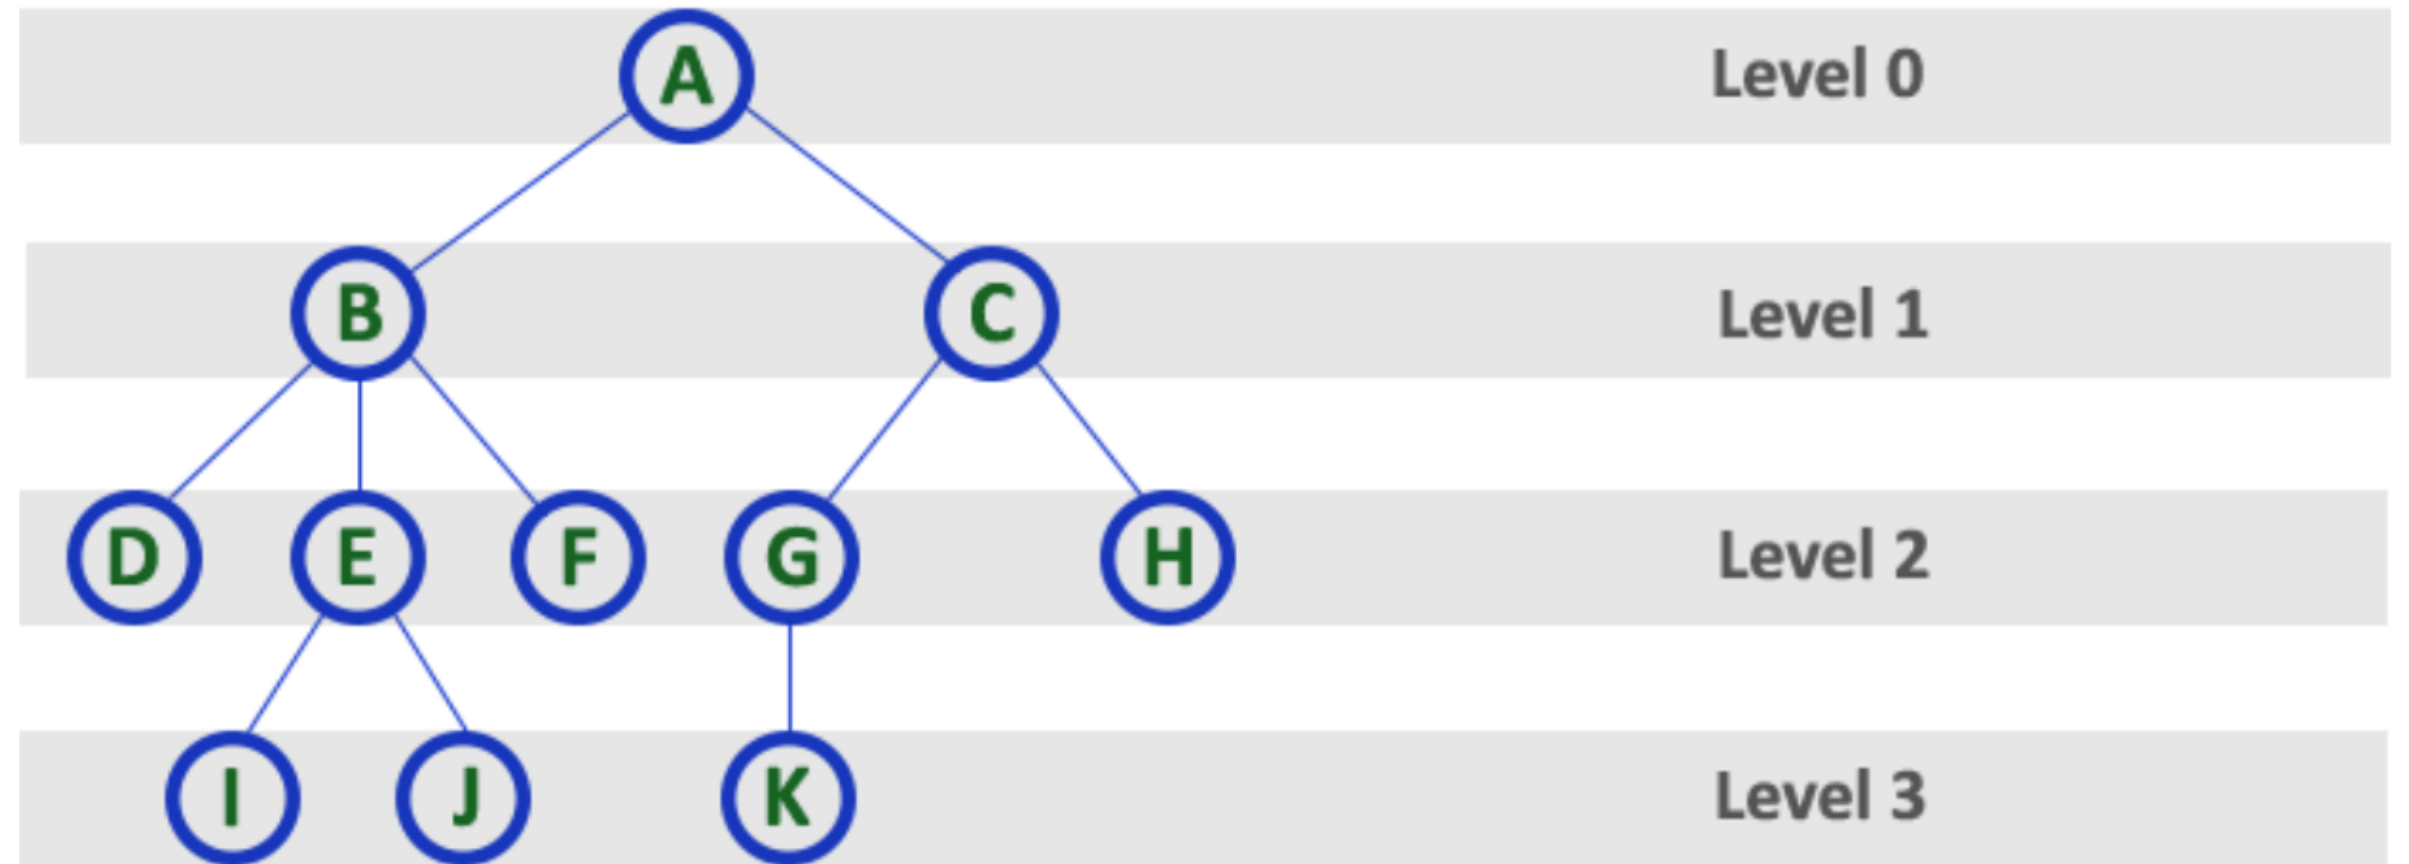 A Level 0
B C Level 1
D E F G H Level 2
I J K Level 3